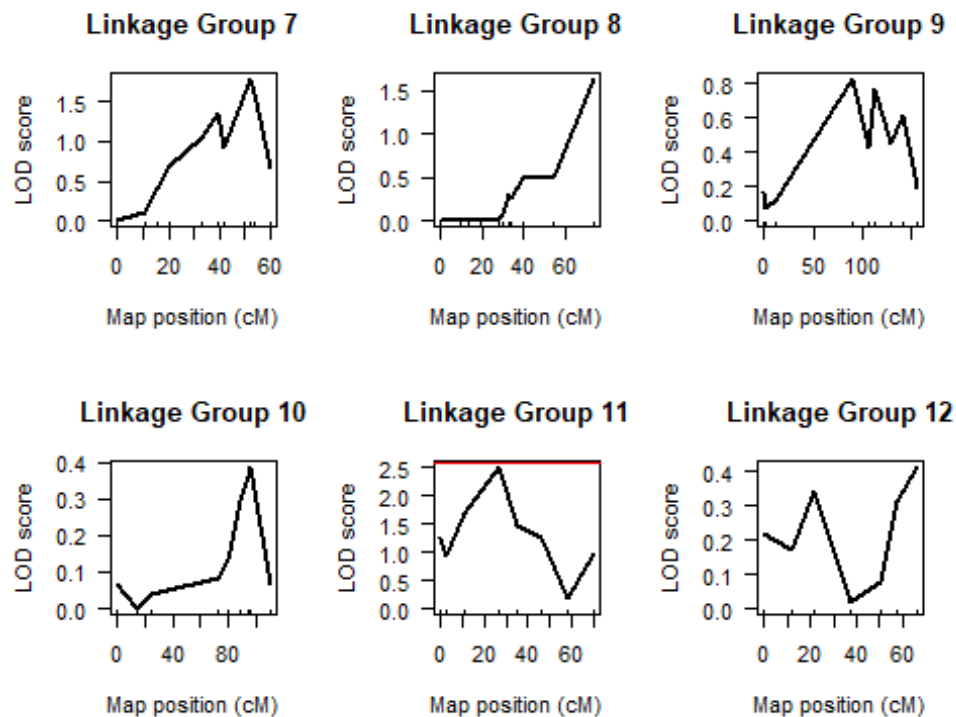 Linkage Group 7
LOD score
0.0 0.5 1.0 1.5
0 20 40 60
Map position (cM)
Linkage Group 8
LOD score
0.0 0.5 1.0 1.5
0 20 40 60
Map position (cM)
Linkage Group 9
LOD score
0.0 0.2 0.4 0.6 0.8
0 50 100
Map position (cM)
Linkage Group 10
LOD score
0.0 0.1 0.2 0.3 0.4
0 40 80
Map position (cM)
Linkage Group 11
LOD score
0.0 0.5 1.0 1.5 2.0 2.5
0 20 40 60
Map position (cM)
Linkage Group 12
LOD score
0.0 0.1 0.2 0.3 0.4
0 20 40 60
Map position (cM)